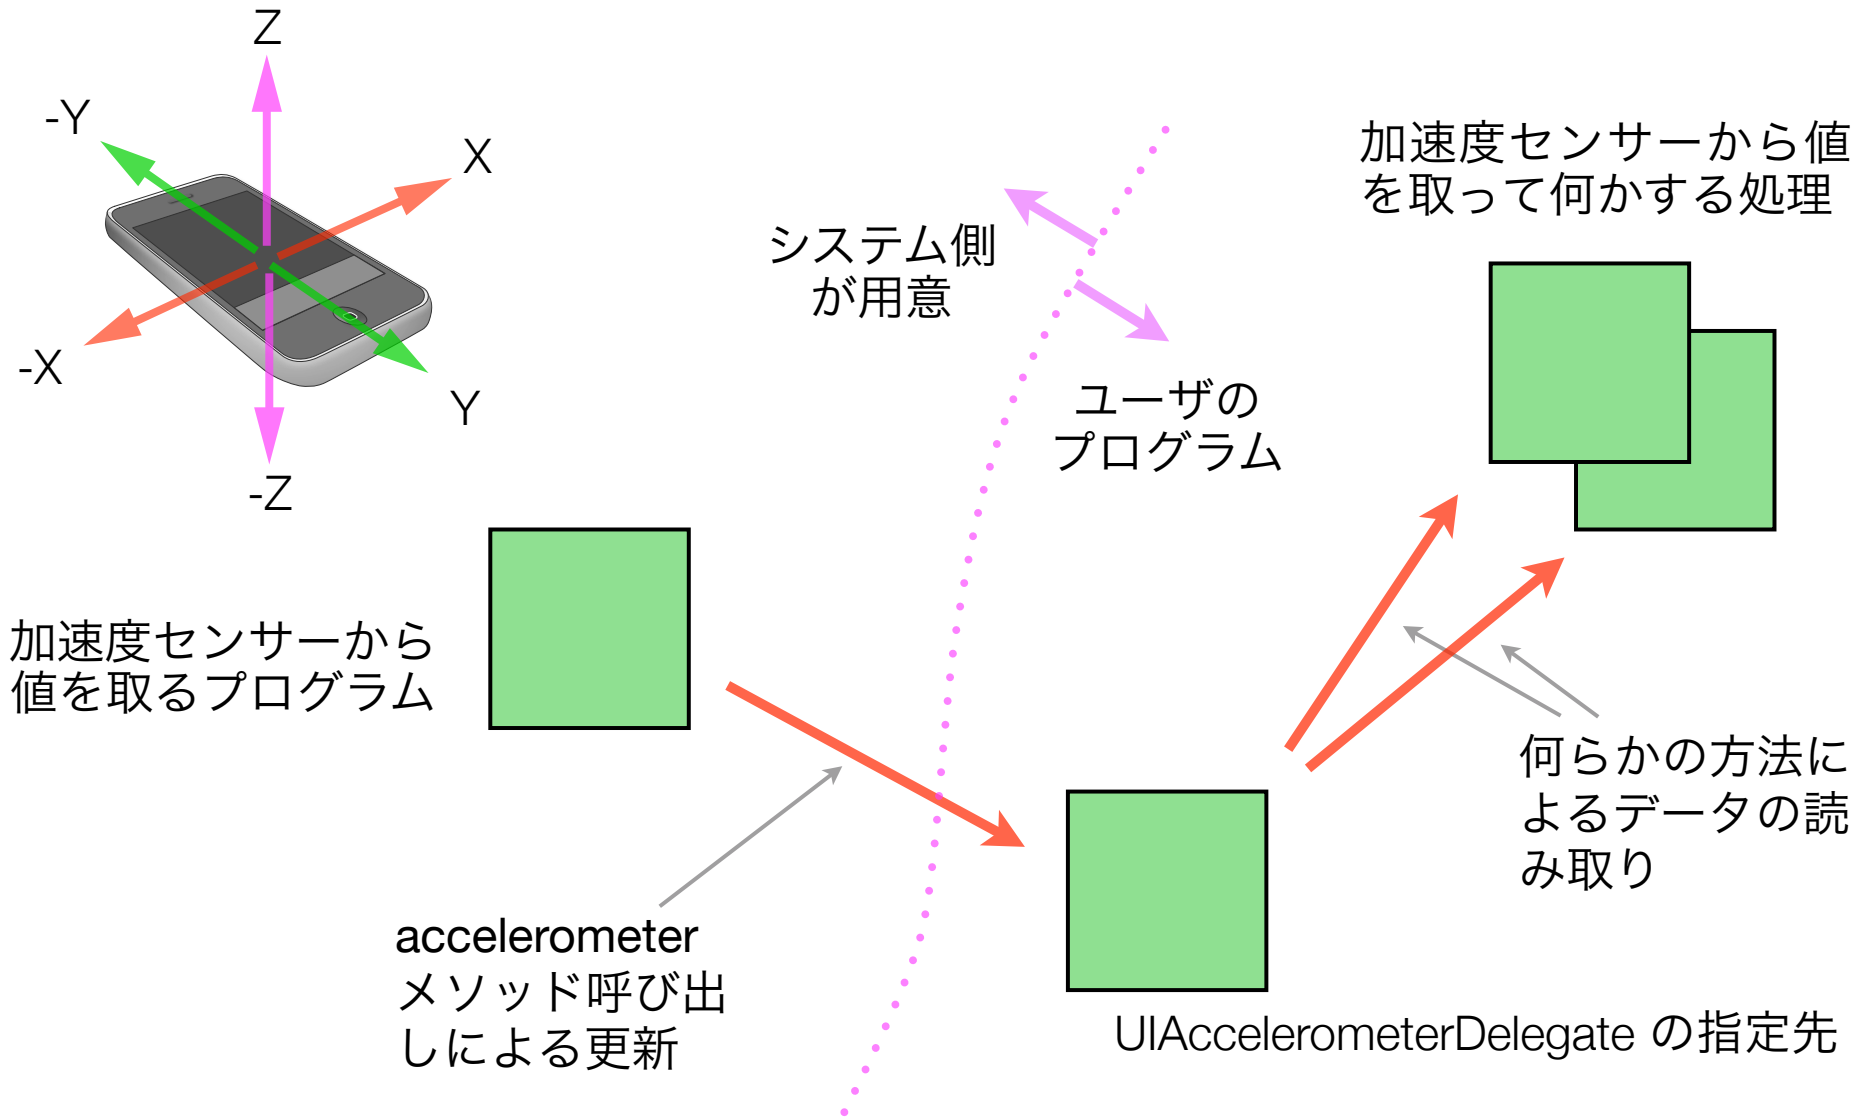 Z
-Y
X
-X
Y
-Z
システム側
が用意
ユーザの
プログラム
加速度センサーから値
を取って何かする処理
加速度センサーから
値を取るプログラム
accelerometer
メソッド呼び出
しによる更新
何らかの方法に
よるデータの読
み取り
UIAccelerometerDelegate の指定先